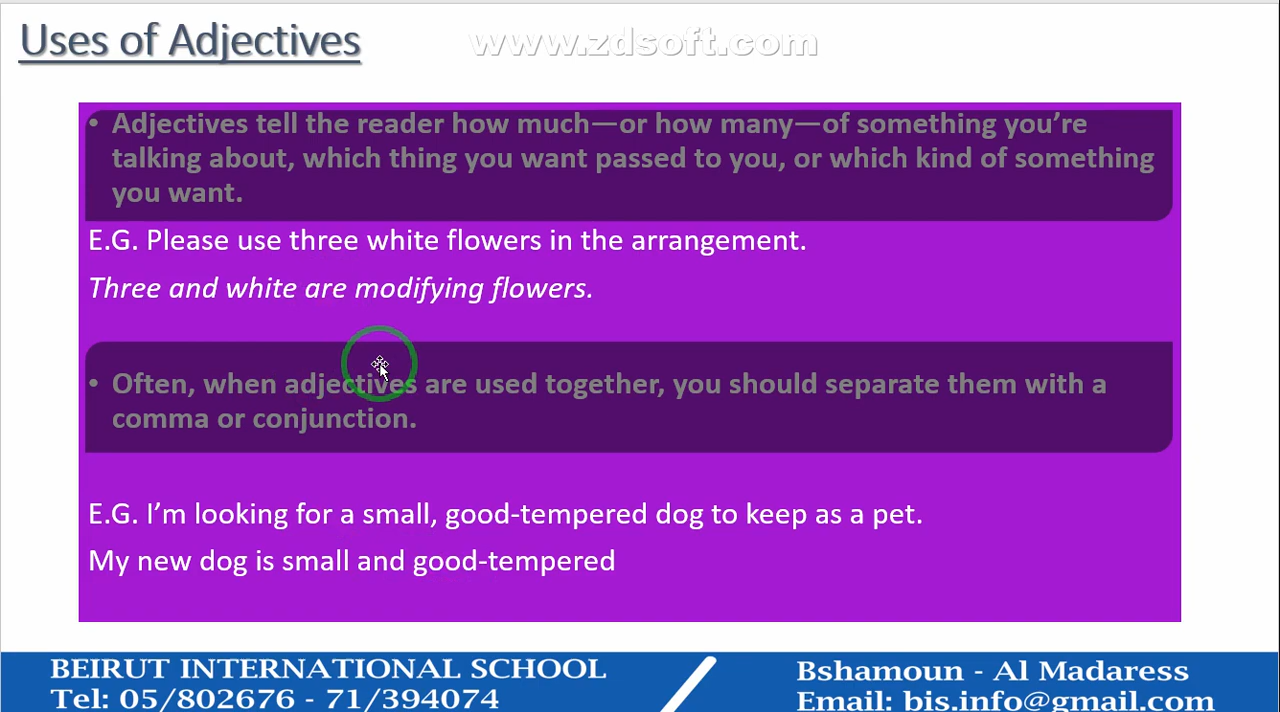 Uses of Adjectives
www.zdsoft.com
• Adjectives tell the reader how much—or how many—of something you’re
talking about, which thing you want passed to you, or which kind of something
you want.
E.G. Please use three white flowers in the arrangement.
Three and white are modifying flowers.
• Often, when adjectives are used together, you should separate them with a
comma or conjunction.
E.G. I’m looking for a small, good-tempered dog to keep as a pet.
My new dog is small and good-tempered
BEIRUT INTERNATIONAL SCHOOL
Tel: 05/802676 - 71/394074
Bshamoun - Al Madaress
Email: bis.info@gmail.com